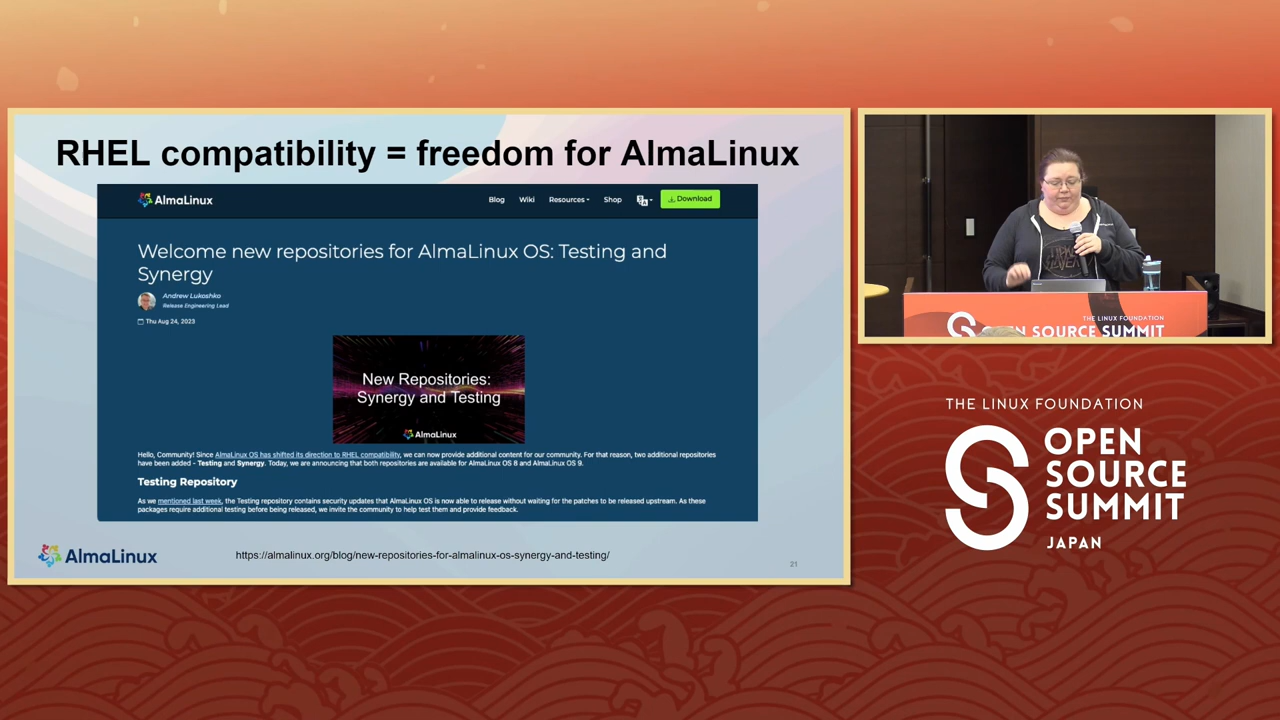 RHEL compatibility = freedom for AlmaLinux
AlmaLinux
Blog
Wiki
Resources
Shop
Download
Welcome new repositories for AlmaLinux OS: Testing and
Synergy
Andrew Lukoshko
Release Engineering Lead
Thu Aug 24, 2023
New Repositories:
Synergy and Testing
AlmaLinux
Hello, Community! Since AlmaLinux OS has shifted its direction to RHEL compatibility, we can now provide additional content for our community. For that reason, two additional repositories
have been added - Testing and Synergy. Today, we are announcing that both repositories are available for AlmaLinux OS 8 and AlmaLinux OS 9.
Testing Repository
As we mentioned last week, the Testing repository contains security updates that AlmaLinux OS is now able to release without waiting for the patches to be released upstream. As these
packages require additional testing before being released, we invite the community to help test them and provide feedback.
AlmaLinux
https://almalinux.org/blog/new-repositories-for-almalinux-os-synergy-and-testing/
21
THE LINUX FOUNDATION
OPEN SOURCE SUMMIT
THE LINUX FOUNDATION
OPEN
SOURCE
SUMMIT
JAPAN